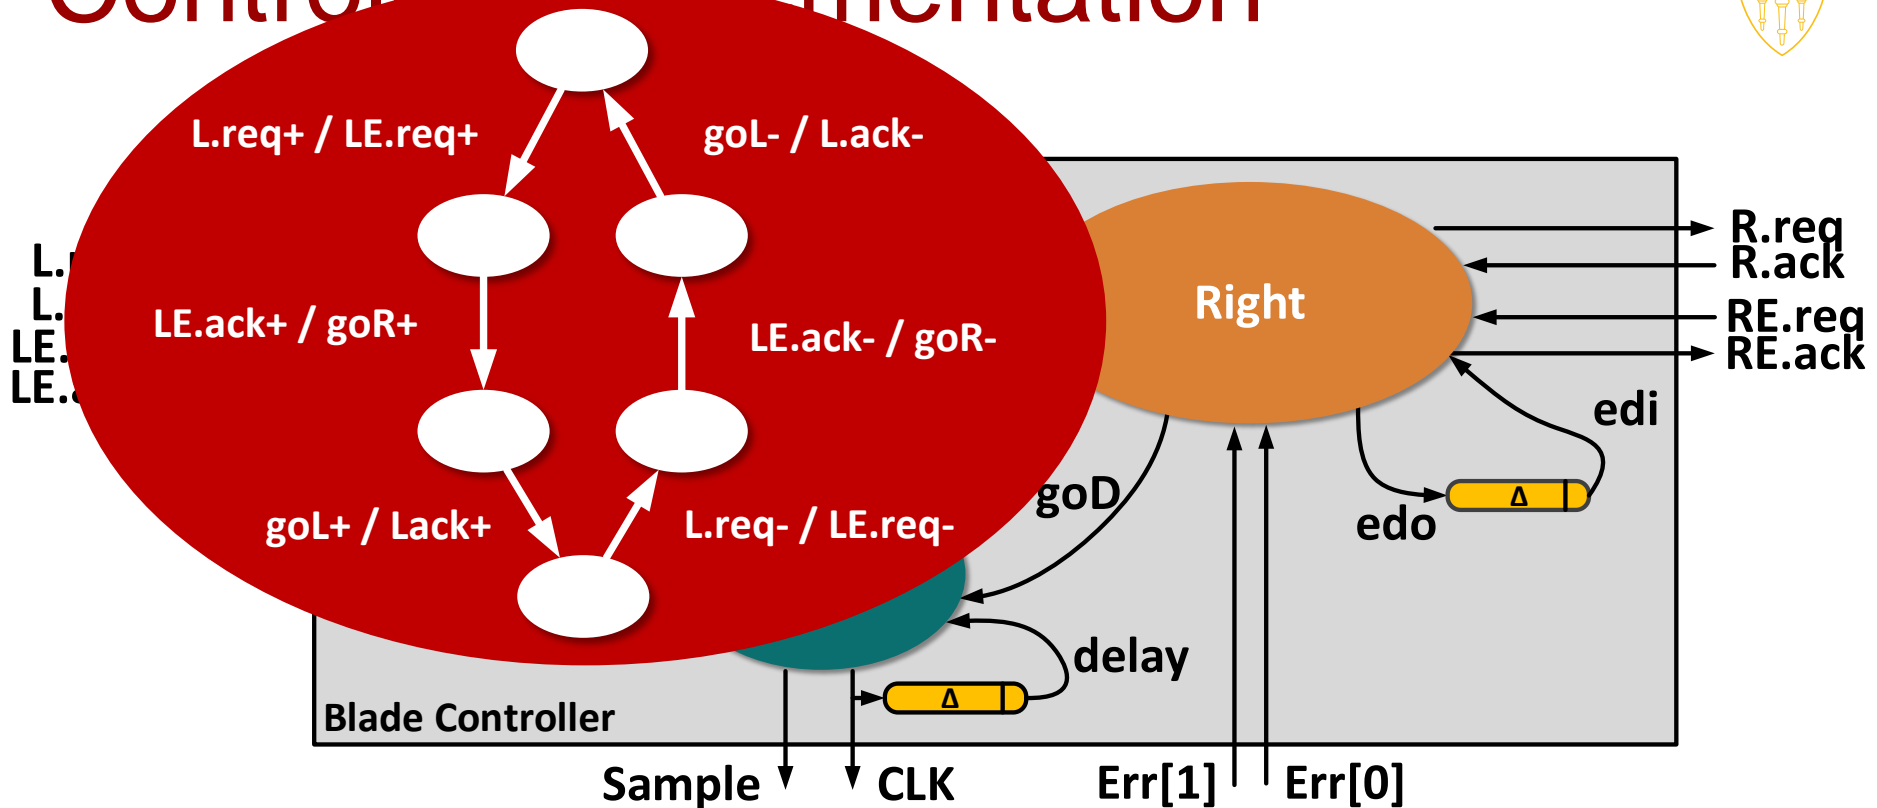 L.req+ / LE.req+
goL- / L.ack-
R.req
R.ack
LE.ack+ / goR+
Right
RE.req
LE.ack- / goR-
RE.ack
edi
goD
Δ
goL+ / Lack+
L.req- / LE.req-
edo
delay
Δ
Blade Controller
Sample
CLK
Err[1]
Err[0]